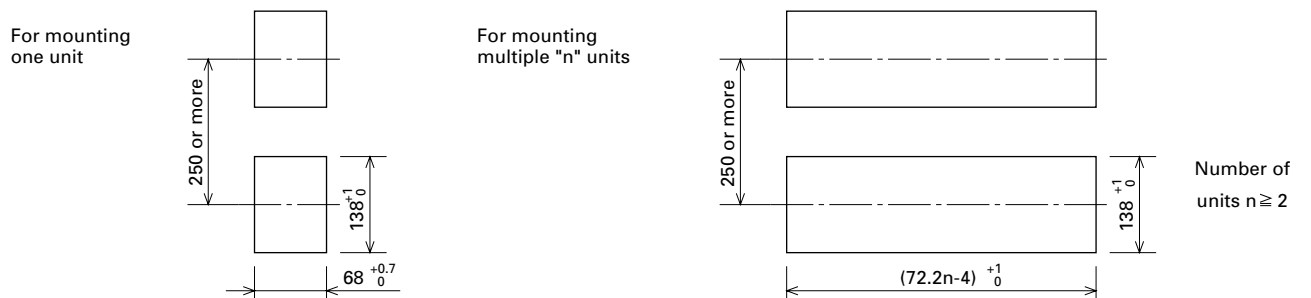 For mounting
one unit
250 or more
138 +1 0
68 +0.7 0
For mounting
multiple "n" units
250 or more
138 +1 0
(72.2n-4) +1 0
Number of
units n≧2